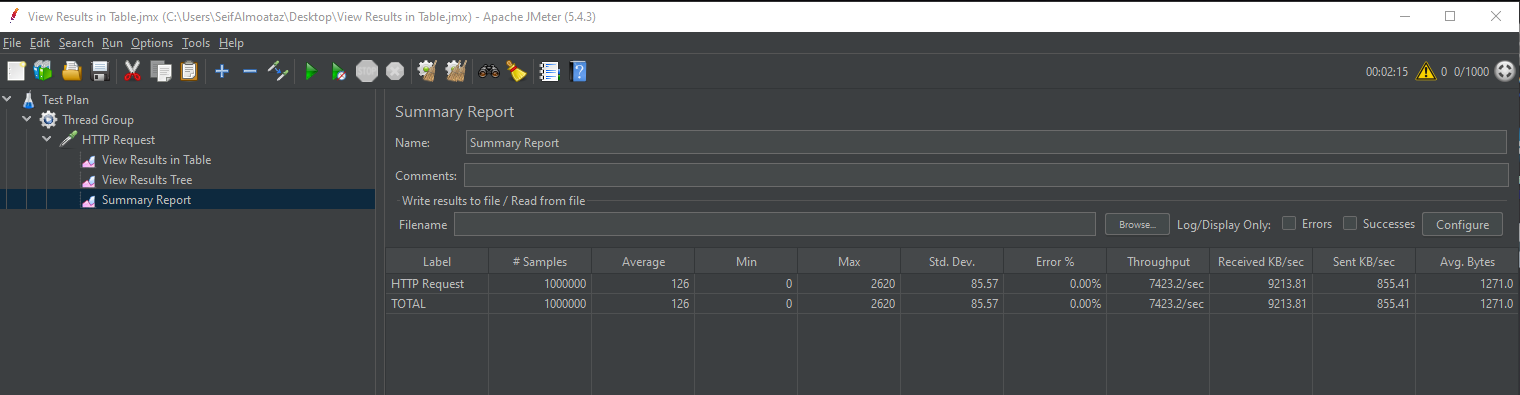 View Results in Table.jmx (C:\Users\SeifAlmoataz\Desktop\View Results in Table.jmx) - Apache JMeter (5.4.3)
File Edit Search Run Options Tools Help
STOP 00:02:15 0 0/1000
Test Plan
Thread Group
HTTP Request
View Results in Table
View Results Tree
Summary Report
Summary Report
Name: Summary Report
Comments:
Write results to file / Read from file
Filename Browse... Log/Display Only: Errors Successes Configure
Label # Samples Average Min Max Std. Dev. Error % Throughput Received KB/sec Sent KB/sec Avg. Bytes
HTTP Request 1000000 126 0 2620 85.57 0.00% 7423.2/sec 9213.81 855.41 1271.0
TOTAL 1000000 126 0 2620 85.57 0.00% 7423.2/sec 9213.81 855.41 1271.0